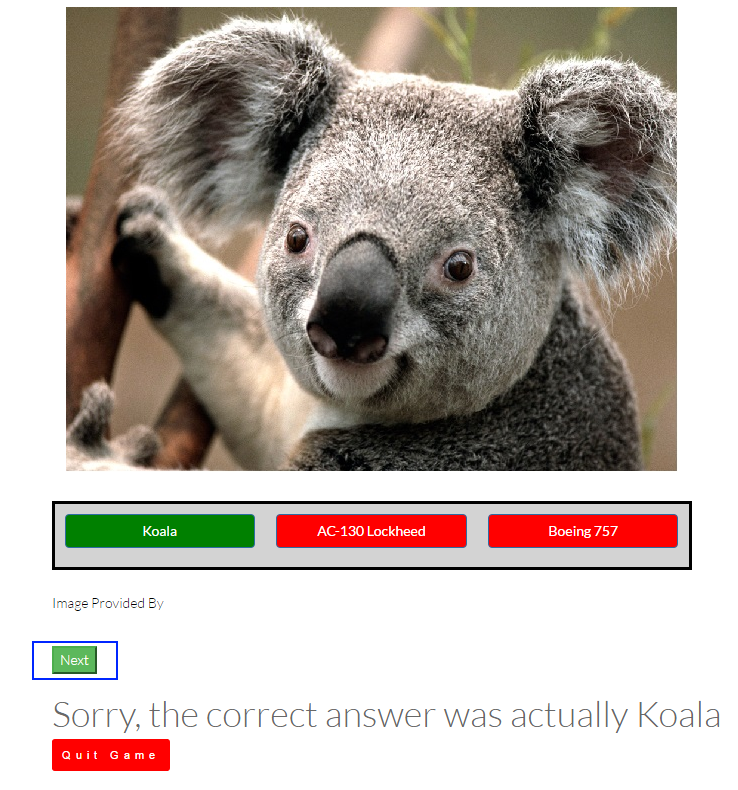 Koala AC-130 Lockheed Boeing 757
Image Provided By
Next
Sorry, the correct answer was actually Koala
Quit Game